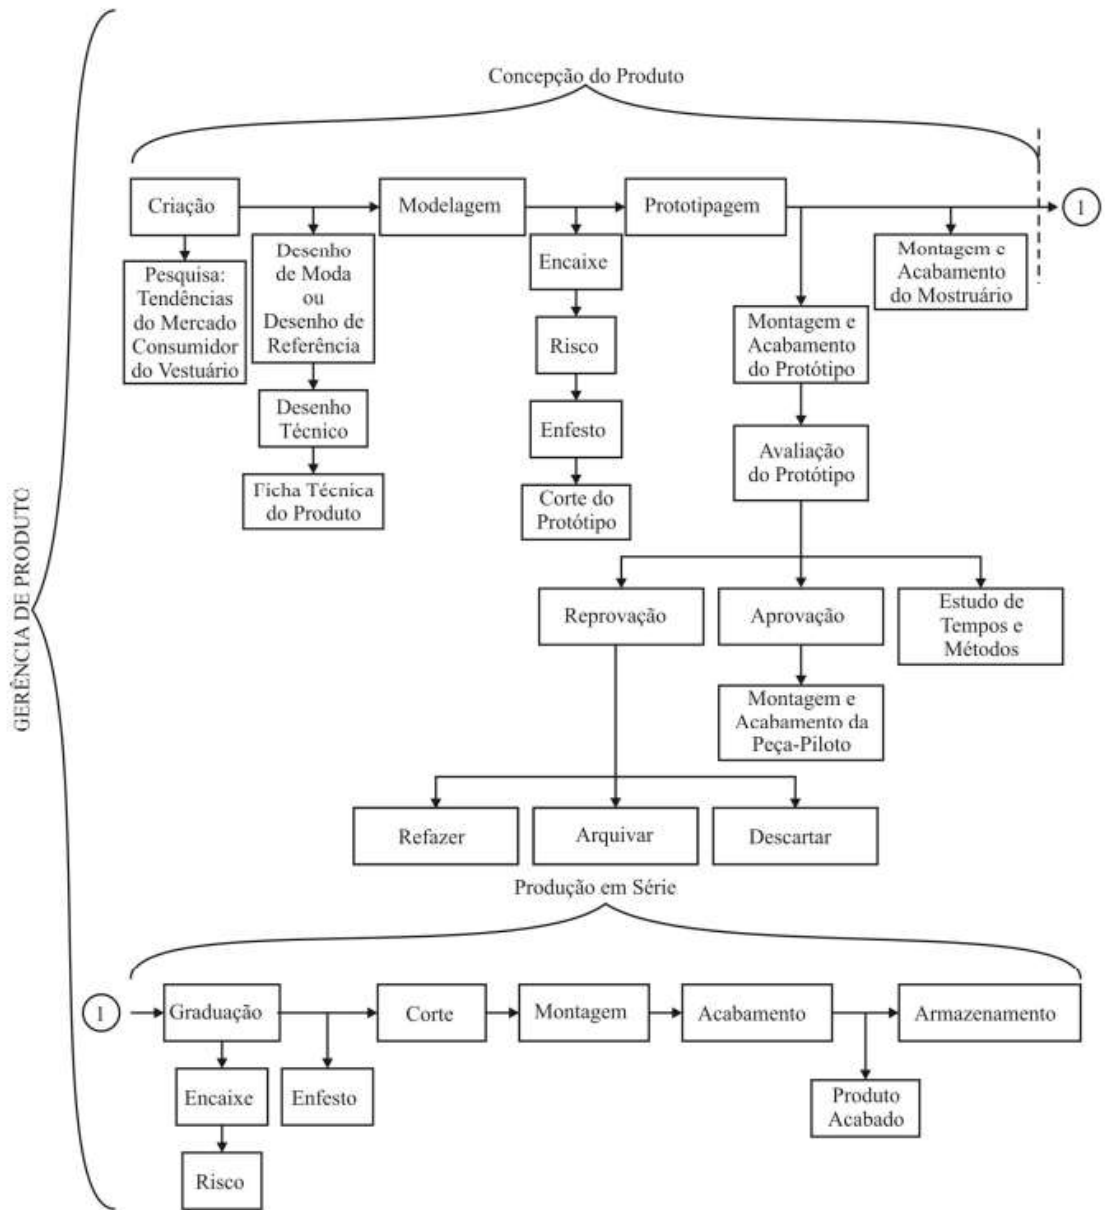 GERÊNCIA DE PRODUTO
Concepção do Produto
Criação
Modelagem
Prototipagem
1
Pesquisa:
Tendências
do Mercado
Consumidor
do Vestuário
Desenho
de Moda
ou
Desenho de
Referência
Desenho
Técnico
Ficha Técnica
do Produto
Encaixe
Risco
Enfesto
Corte do
Protótipo
Montagem e
Acabamento
do Protótipo
Montagem e
Acabamento
do Mostruário
Avaliação
do Protótipo
Reprovação
Aprovação
Estudo de
Tempos e
Métodos
Montagem e
Acabamento da
Peça-Piloto
Refazer
Arquivar
Descartar
Produção em Série
1
Graduação
Corte
Montagem
Acabamento
Armazenamento
Encaixe
Enfesto
Produto
Acabado
Risco